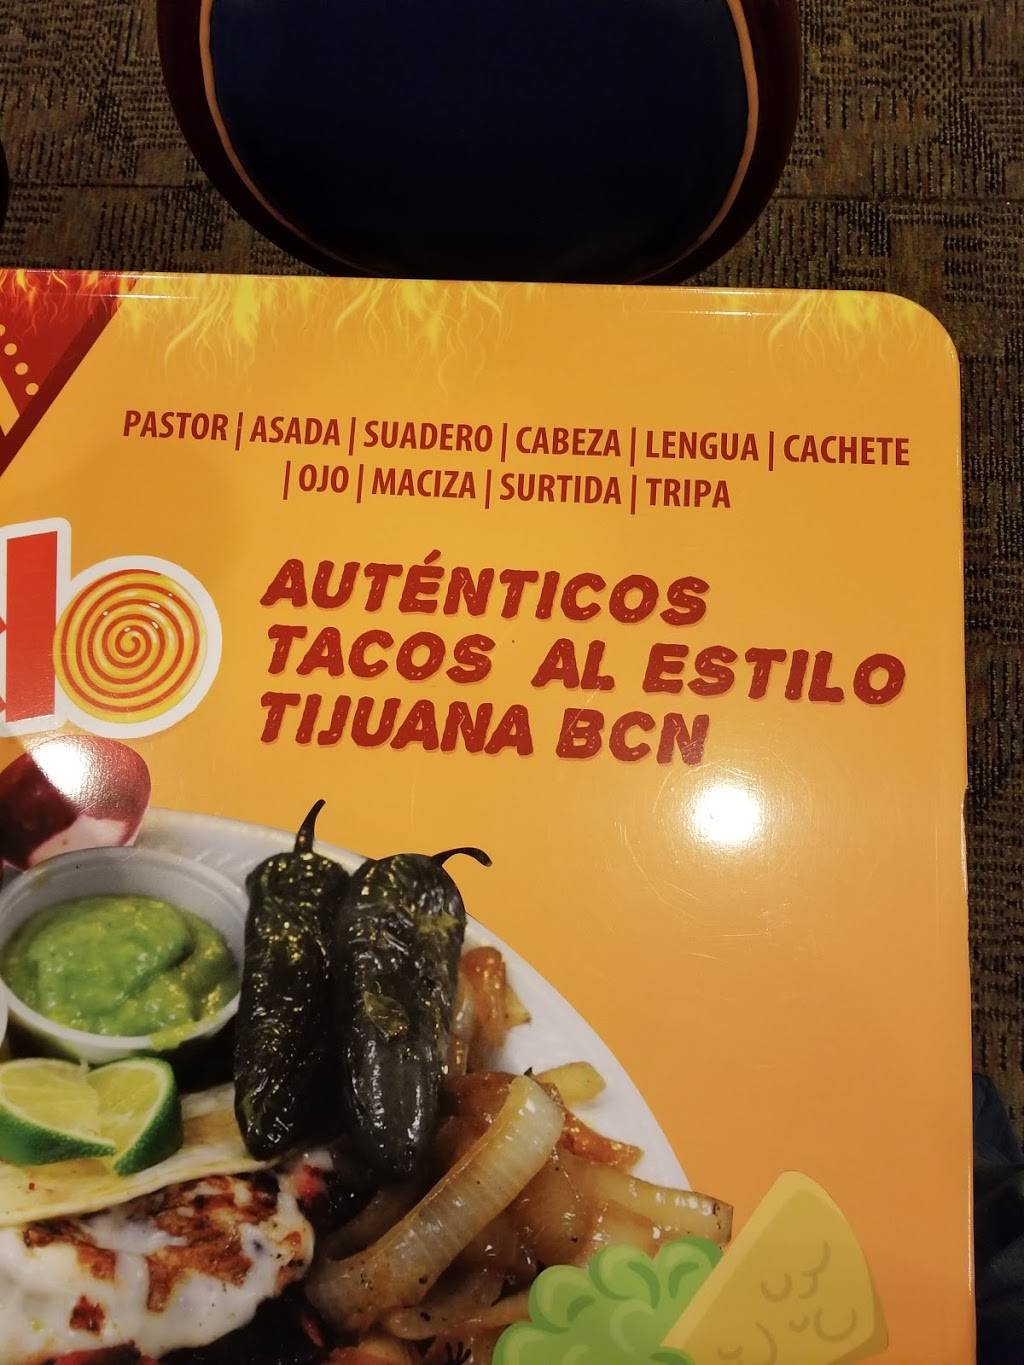 PASTOR | ASADA | SUADERO | CABEZA | LENGUA | CACHETE
| OJO | MACIZA | SURTIDA | TRIPA
AUTÉNTICOS
TACOS AL ESTILO
TIJUANA BCN